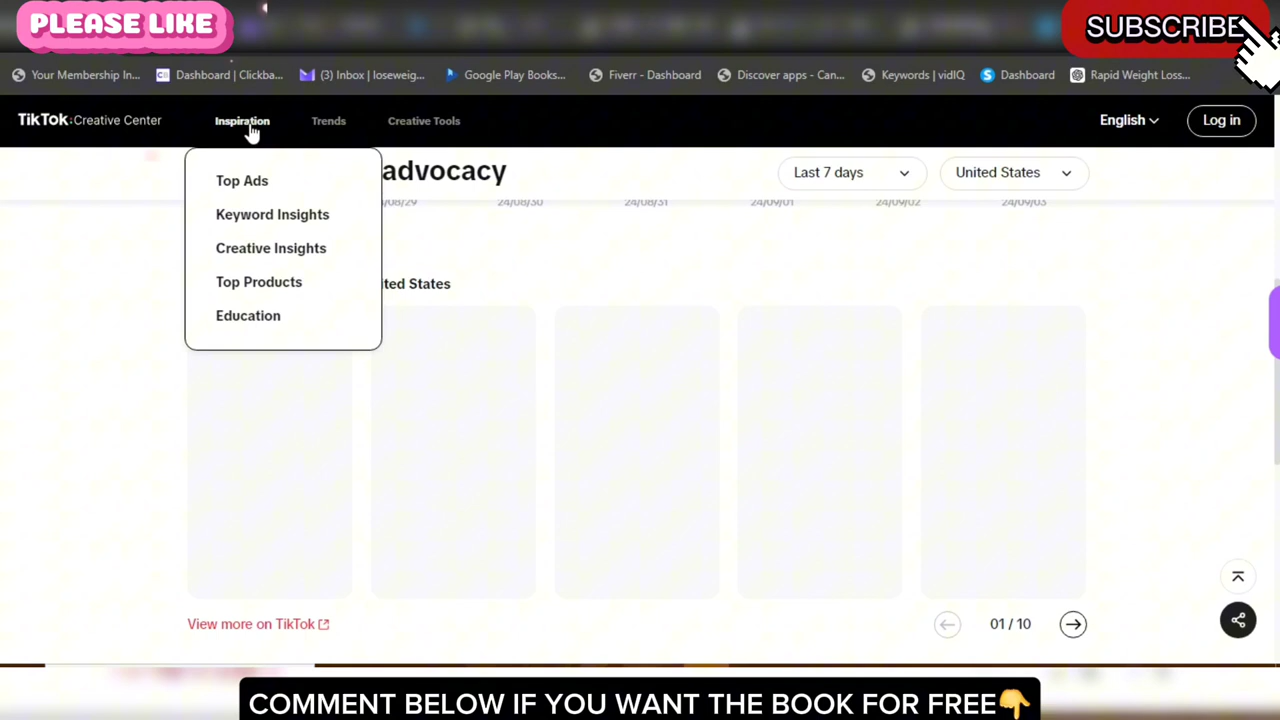 PLEASE LIKE
SUBSCRIBE
Your Membership In...
Dashboard | Clickba...
(3) Inbox | loseweig...
Google Play Books...
Fiverr - Dashboard
Discover apps - Can...
Keywords | vidIQ
Dashboard
Rapid Weight Loss...
TikTok: Creative Center
Inspiration
Trends
Creative Tools
English
Log in
Top Ads
Keyword Insights
Creative Insights
Top Products
Education
advocacy
Last 7 days
United States
/08/29
24/08/30
24/08/31
24/09/01
24/09/02
24/09/03
ited States
View more on TikTok
01 / 10
COMMENT BELOW IF YOU WANT THE BOOK FOR FREE👇